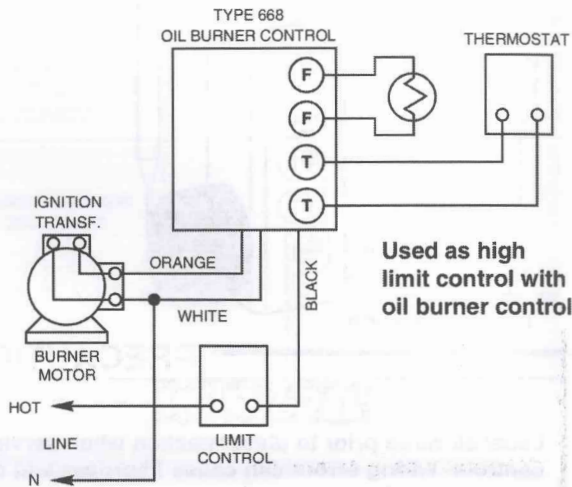 TYPE 668
OIL BURNER CONTROL
THERMOSTAT
F
F
T
T
IGNITION
TRANSF.
ORANGE
WHITE
BLACK
Used as high
limit control with
oil burner control
BURNER
MOTOR
HOT
LINE
N
LIMIT
CONTROL